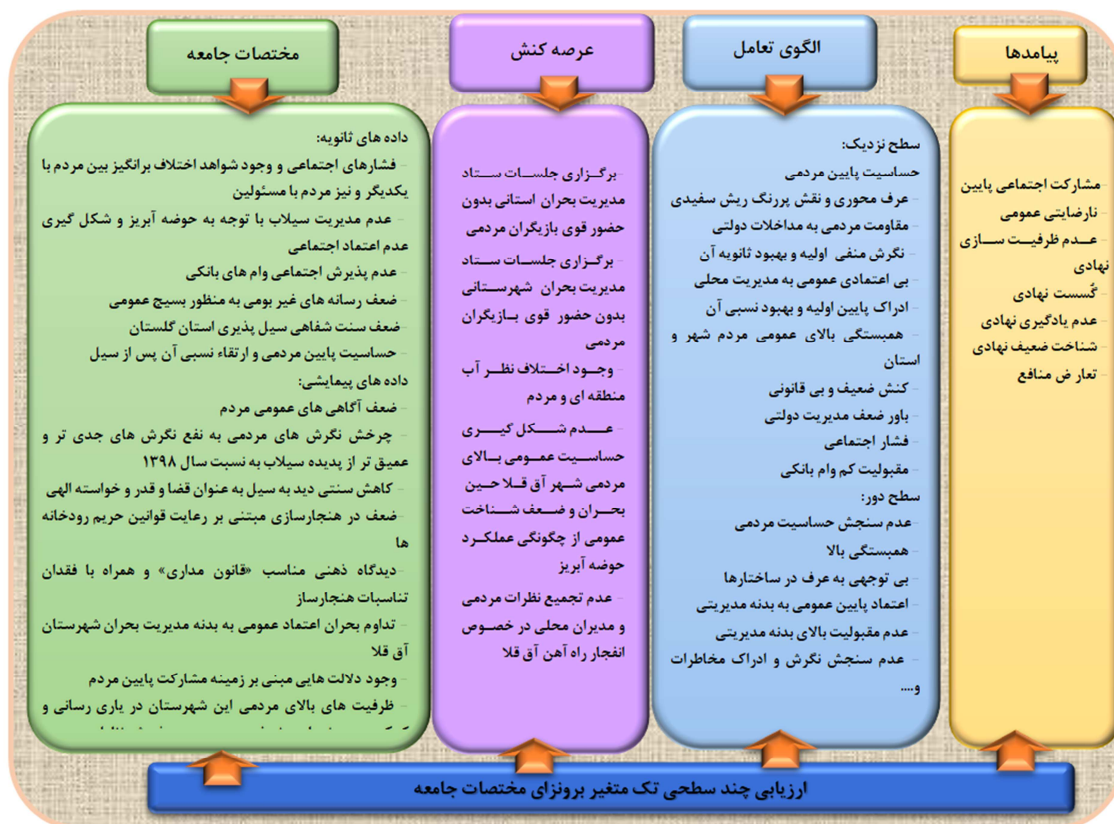 مختصات جامعه
عرصه کنش
الگوی تعامل
پیامدها
داده های ثانویه:
- فشارهای اجتماعی و وجود شواهد اختلاف برانگیز بین مردم با
یکدیگر و نیز مردم با مسئولین
- عدم مدیریت سیلاب با توجه به حوضه آبریز و شکل گیری
عدم اعتماد اجتماعی
- عدم پذیرش اجتماعی وام های بانکی
- ضعف رسانه های غیر بومی به منظور بسیج عمومی
- ضعف سنت شفاهی سیل پذیری استان گلستان
- حساسیت پایین مردمی و ارتقاء نسبی آن پس از سیل
داده های پیمایشی:
- ضعف آگاهی های عمومی مردم
- چرخش نگرش های مردمی به نفع نگرش های جدی تر و
عمیق تر از پدیده سیلاب به نسبت سال ۱۳۹۸
- کاهش سنتی دید به سیل به عنوان قضا و قدر و خواسته الهی
- ضعف در هنجارسازی مبتنی بر رعایت قوانین حریم رودخانه
ها
- دیدگاه ذهنی مناسب «قانون مداری» و همراه با فقدان
تناسبات هنجارساز
- تداوم بحران اعتماد عمومی به بدنه مدیریت بحران شهرستان
آق قلا
- وجود دلالت هایی مبنی بر زمینه مشارکت پایین مردم
- ظرفیت های بالای مردمی این شهرستان در یاری رسانی و
- برگزاری جلسات ستاد
مدیریت بحران استانی بدون
حضور قوی بازیگران مردمی
- برگزاری جلسات ستاد
مدیریت بحران شهرستانی
بدون حضور قوی بازیگران
مردمی
- وجود اختلاف نظر آب
منطقه ای و مردم
- عدم شکل گیری
حساسیت عمومی بالای
مردمی شهر آق قلا حین
بحران و ضعف شناخت
عمومی از چگونگی عملکرد
حوضه آبریز
- عدم تجمیع نظرات مردمی
و مدیران محلی در خصوص
انفجار راه آهن آق قلا
سطح نزدیک:
حساسیت پایین مردمی
- عرف محوری و نقش پررنگ ریش سفیدی
- مقاومت مردمی به مداخلات دولتی
- نگرش منفی اولیه و بهبود ثانویه آن
- بی اعتمادی عمومی به مدیریت محلی
- ادراک پایین اولیه و بهبود نسبی آن
- همبستگی بالای عمومی مردم شهر و
استان
- کنش ضعیف و بی قانونی
- باور ضعف مدیریت دولتی
- فشار اجتماعی
- مقبولیت کم وام بانکی
سطح دور:
- عدم سنجش حساسیت مردمی
- همبستگی بالا
- بی توجهی به عرف در ساختارها
- اعتماد پایین عمومی به بدنه مدیریتی
- عدم مقبولیت بالای بدنه مدیریتی
- عدم سنجش نگرش و ادراک مخاطرات
و....
- مشارکت اجتماعی پایین
- نارضایتی عمومی
- عدم ظرفیت سازی
نهادی
- گسست نهادی
- عدم یادگیری نهادی
- شناخت ضعیف نهادی
- تعارض منافع
ارزیابی چند سطحی تک متغیر برونزای مختصات جامعه